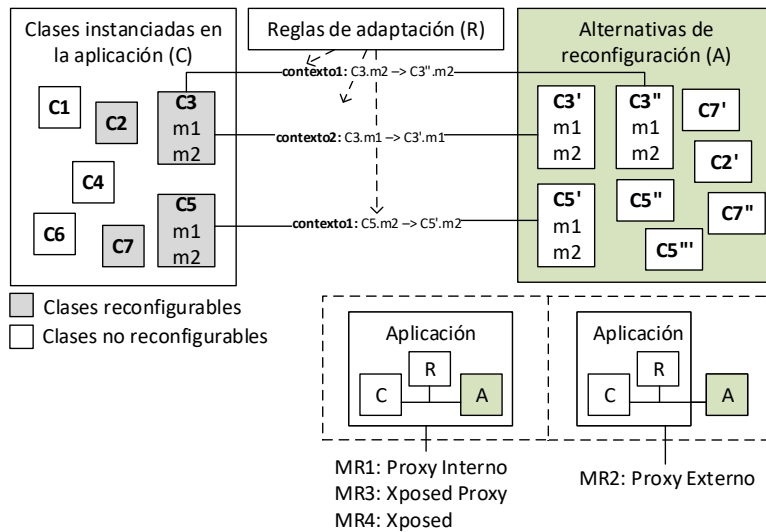 Clases instanciadas en
la aplicación (C)
Reglas de adaptación (R)
Alternativas de
reconfiguración (A)
contexto1: C3.m2 –> C3''.m2
contexto2: C3.m1 –> C3'.m1
contexto1: C5.m2 –> C5'.m2
C1
C2
C3
m1
m2
C4
C5
m1
m2
C6
C7
C3'
m1
m2
C3"
m1
m2
C7'
C2'
C5'
m1
m2
C5"
C7"
C5"'
Clases reconfigurables
Clases no reconfigurables
Aplicación
R
C
A
Aplicación
R
C
A
MR1: Proxy Interno
MR3: Xposed Proxy
MR4: Xposed
MR2: Proxy Externo